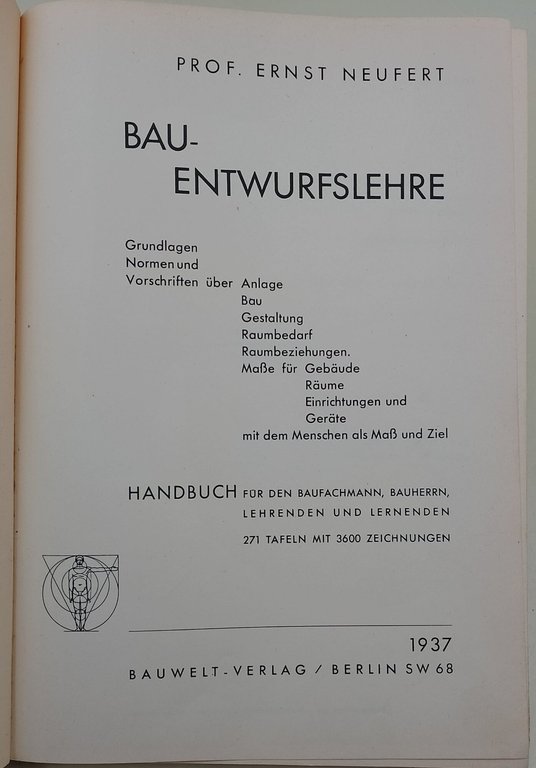 PROF. ERNST NEUFERT
BAU-
ENTWURFSLEHRE
Grundlagen
Normen und
Vorschriften über Anlage
Bau
Gestaltung
Raumbedarf
Raumbeziehungen.
Maße für Gebäude
Räume
Einrichtungen und
Geräte
mit dem Menschen als Maß und Ziel
HANDBUCH FÜR DEN BAUFACHMANN, BAUHERRN,
LEHRENDEN UND LERNENDEN
271 TAFELN MIT 3600 ZEICHNUNGEN
1937
BAUWELT-VERLAG / BERLIN SW 68